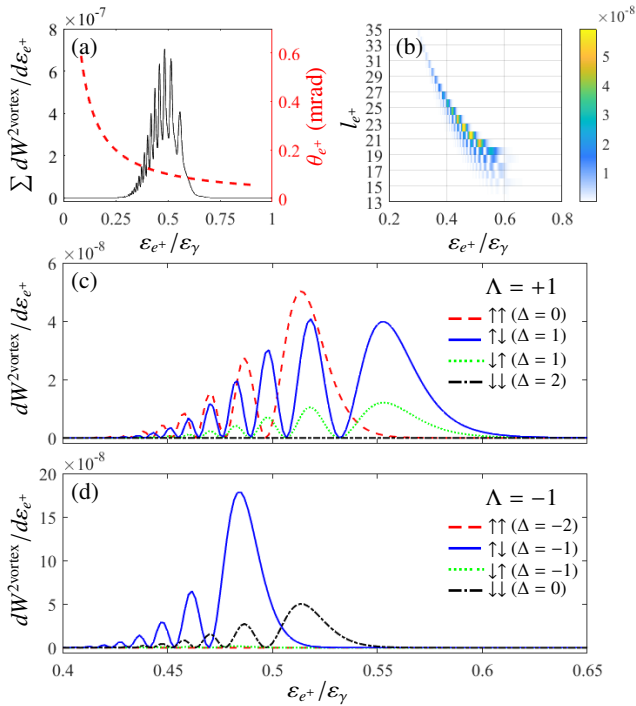 ×10⁻⁷
8
6
4
2
0
(a)
∑ dW^{2vortex}/dε_{e⁺}
0.6
0.4
0.2
0
θ_{e⁺} (mrad)
0 0.25 0.5 0.75 1
ε_{e⁺}/ε_γ
(b)
35
33
31
29
27
25
23
21
19
17
15
13
l_{e⁺}
0.2 0.4 0.6 0.8
ε_{e⁺}/ε_γ
×10⁻⁸
5
4
3
2
1
×10⁻⁸
6
4
2
0
(c)
dW^{2vortex}/dε_{e⁺}
Λ = +1
↑↑ (Δ = 0)
↑↓ (Δ = 1)
↓↑ (Δ = 1)
↓↓ (Δ = 2)
×10⁻⁸
20
15
10
5
0
(d)
dW^{2vortex}/dε_{e⁺}
Λ = −1
↑↑ (Δ = −2)
↑↓ (Δ = −1)
↓↑ (Δ = −1)
↓↓ (Δ = 0)
0.4 0.45 0.5 0.55 0.6 0.65
ε_{e⁺}/ε_γ